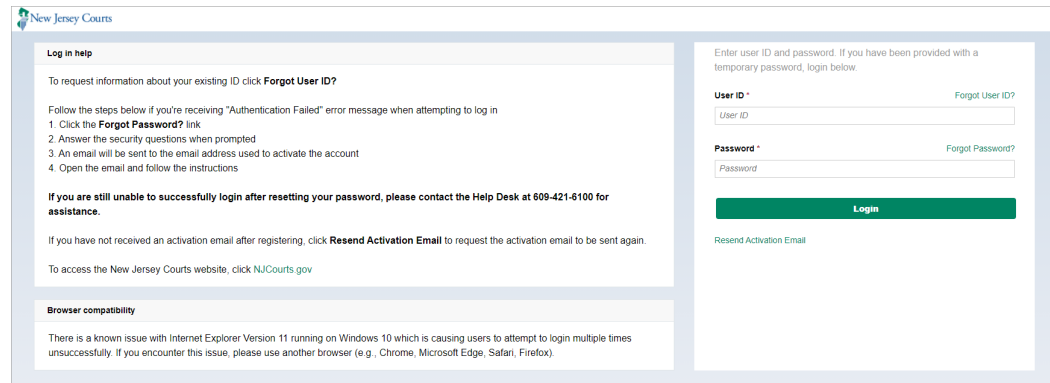 New Jersey Courts
Log in help
To request information about your existing ID click Forgot User ID?
Follow the steps below if you're receiving "Authentication Failed" error message when attempting to log in
1. Click the Forgot Password? link
2. Answer the security questions when prompted
3. An email will be sent to the email address used to activate the account
4. Open the email and follow the instructions
If you are still unable to successfully login after resetting your password, please contact the Help Desk at 609-421-6100 for
assistance.
If you have not received an activation email after registering, click Resend Activation Email to request the activation email to be sent again.
To access the New Jersey Courts website, click NJCourts.gov
Browser compatibility
There is a known issue with Internet Explorer Version 11 running on Windows 10 which is causing users to attempt to login multiple times
unsuccessfully. If you encounter this issue, please use another browser (e.g., Chrome, Microsoft Edge, Safari, Firefox).
Enter user ID and password. If you have been provided with a
temporary password, login below.
User ID * Forgot User ID?
User ID
Password * Forgot Password?
Password
Login
Resend Activation Email